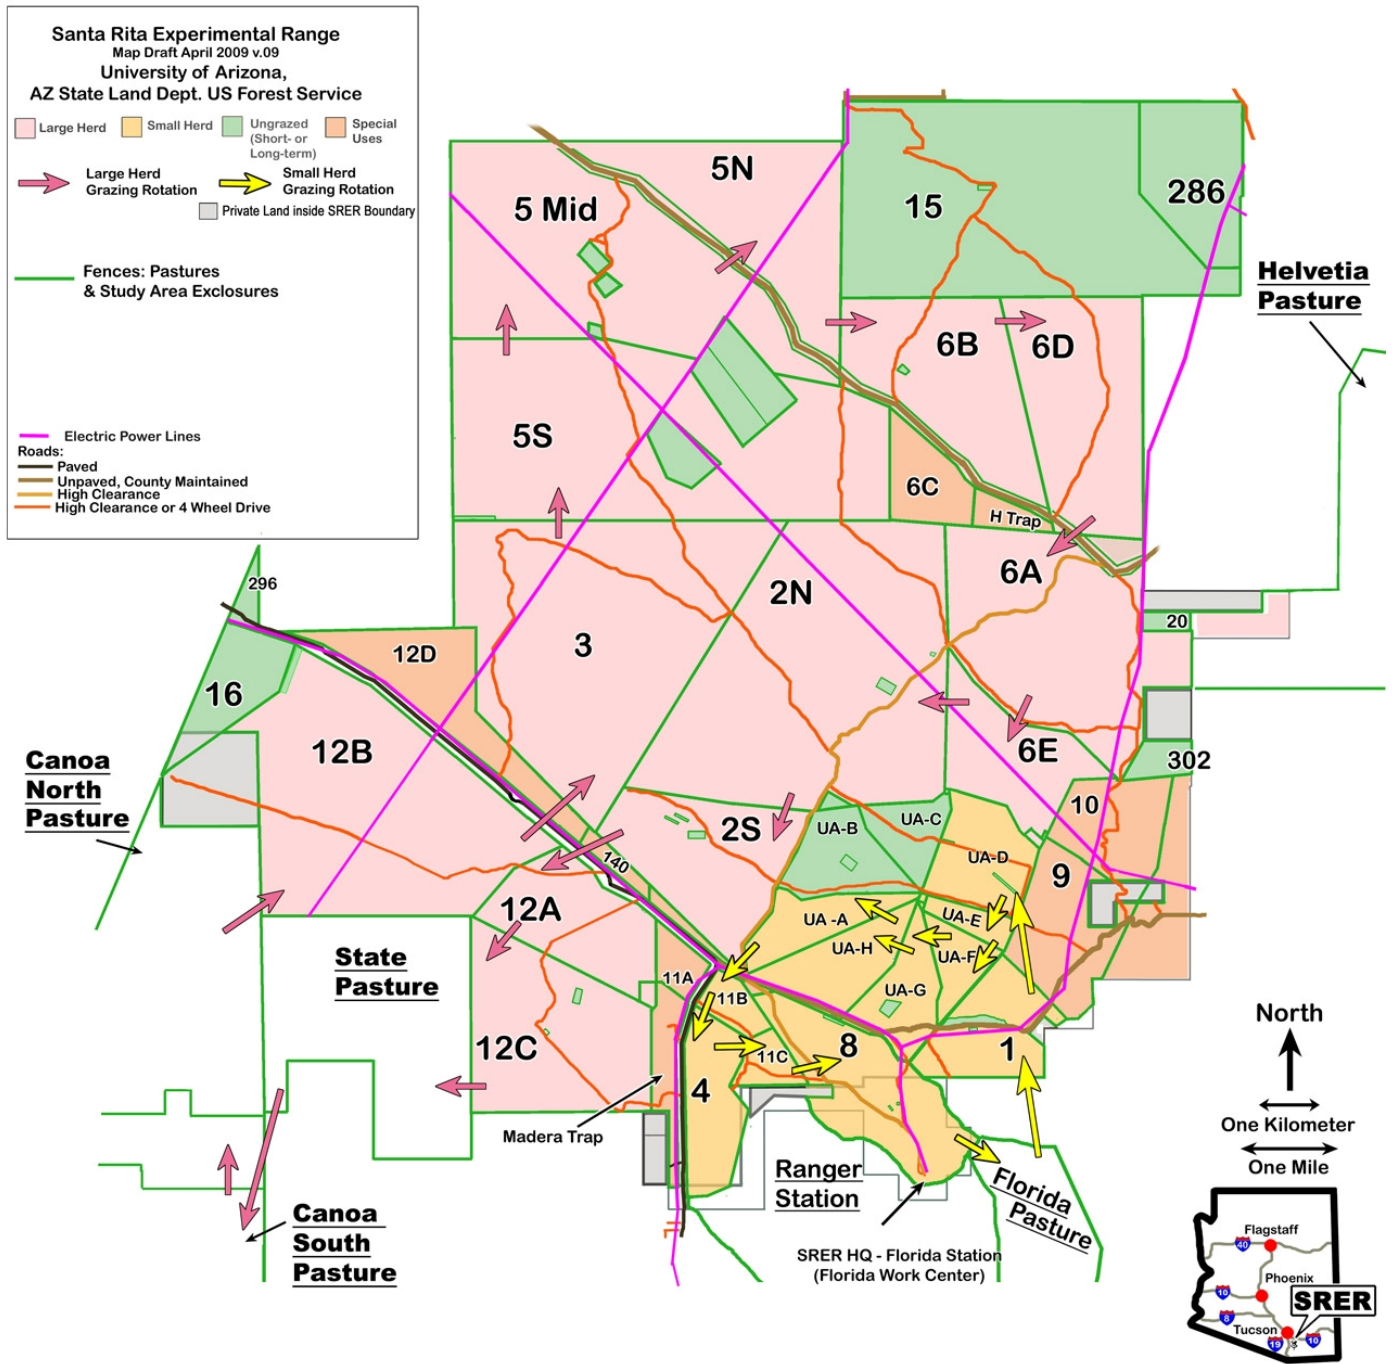 Santa Rita Experimental Range
Map Draft April 2009 v.09
University of Arizona,
AZ State Land Dept. US Forest Service
Large Herd
Small Herd
Ungrazed
(Short- or
Long-term)
Special
Uses
Large Herd
Grazing Rotation
Small Herd
Grazing Rotation
Private Land inside SRER Boundary
Fences: Pastures
& Study Area Exclosures
Electric Power Lines
Roads:
Paved
Unpaved, County Maintained
High Clearance
High Clearance or 4 Wheel Drive
5N
5 Mid
15
286
Helvetia
Pasture
6B
6D
5S
6C
H Trap
6A
296
2N
20
3
12D
16
12B
6E
302
Canoa
North
Pasture
10
2S
UA-B
UA-C
140
UA-D
9
12A
UA -A
UA-E
UA-H
UA-F
State
Pasture
11A
11B
UA-G
12C
11C
8
1
4
North
One Kilometer
One Mile
Madera Trap
Ranger
Station
Florida
Pasture
Canoa
South
Pasture
SRER HQ - Florida Station
(Florida Work Center)
Flagstaff
40
Phoenix
10
SRER
8
Tucson
19
10